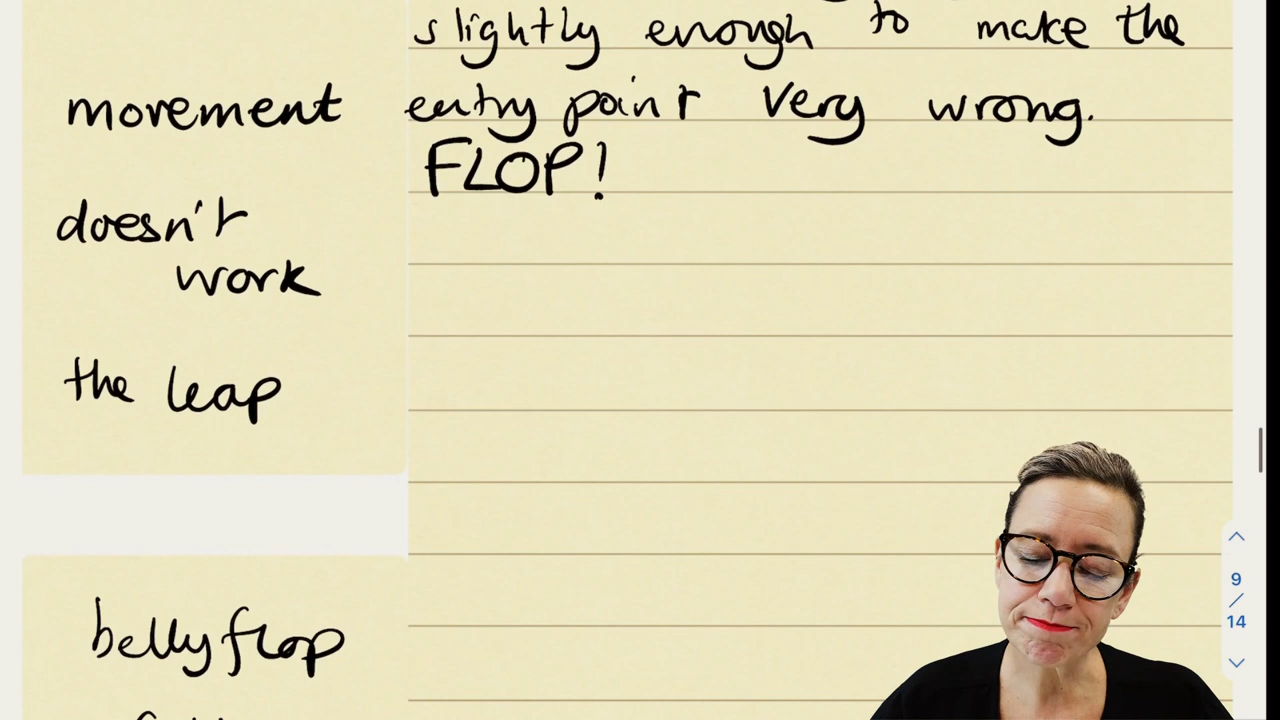 slightly enough to make the
entry point very wrong.
FLOP!
movement
doesn't
work
the leap
bellyflop
9
/
14